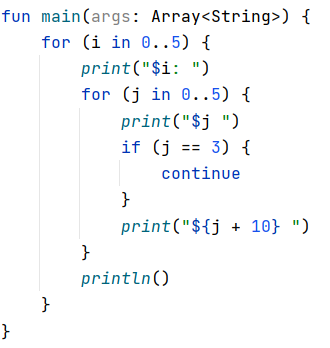 fun main(args: Array<String>) {
    for (i in 0..5) {
        print("$i: ")
        for (j in 0..5) {
            print("$j ")
            if (j == 3) {
                continue
            }
            print("${j + 10} ")
        }
        println()
    }
}